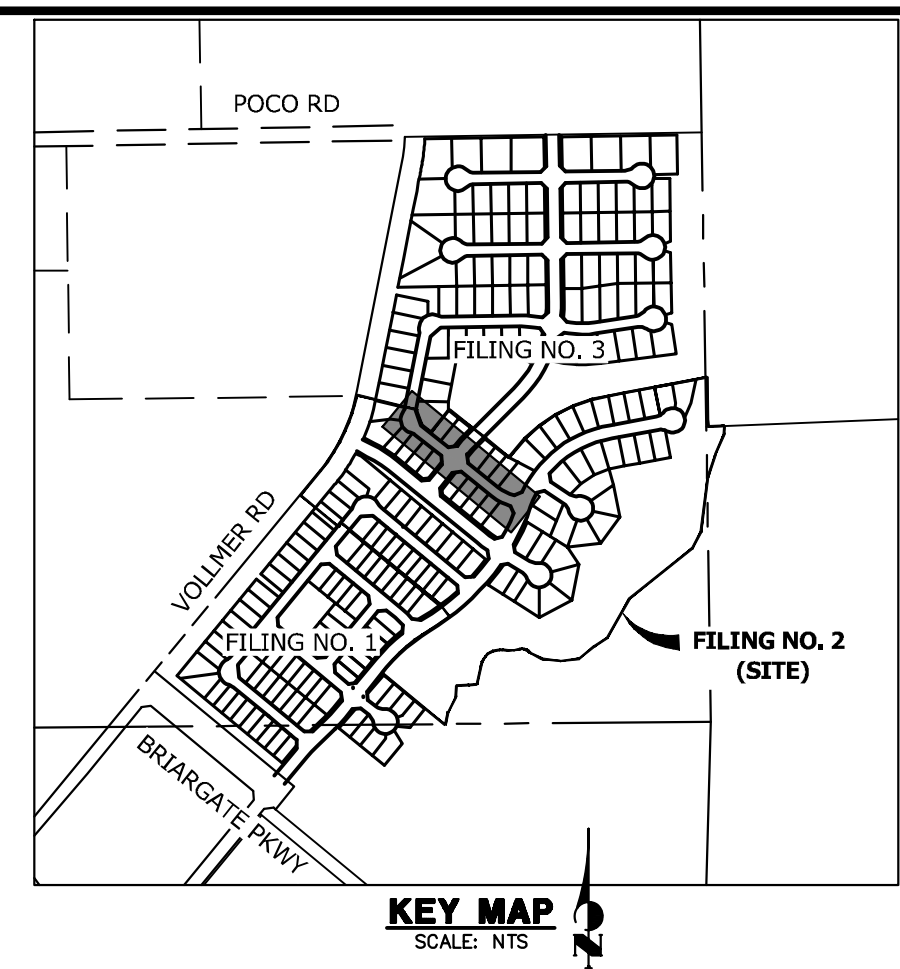 POCO RD
FILING NO. 3
VOLLMER RD
FILING NO. 1
FILING NO. 2
(SITE)
BRIARGATE PKWY
KEY MAP
SCALE: NTS
N